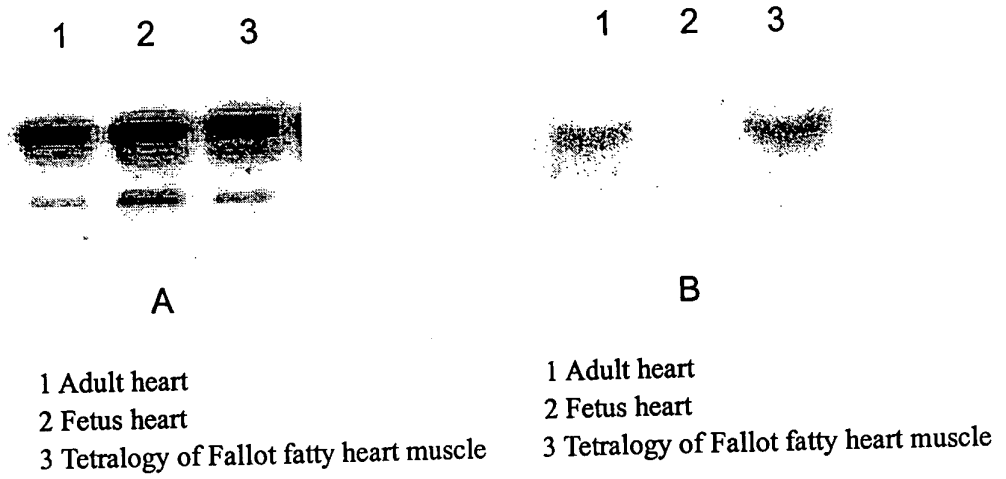 1 2 3
1 2 3
A
B
1 Adult heart
2 Fetus heart
3 Tetralogy of Fallot fatty heart muscle
1 Adult heart
2 Fetus heart
3 Tetralogy of Fallot fatty heart muscle